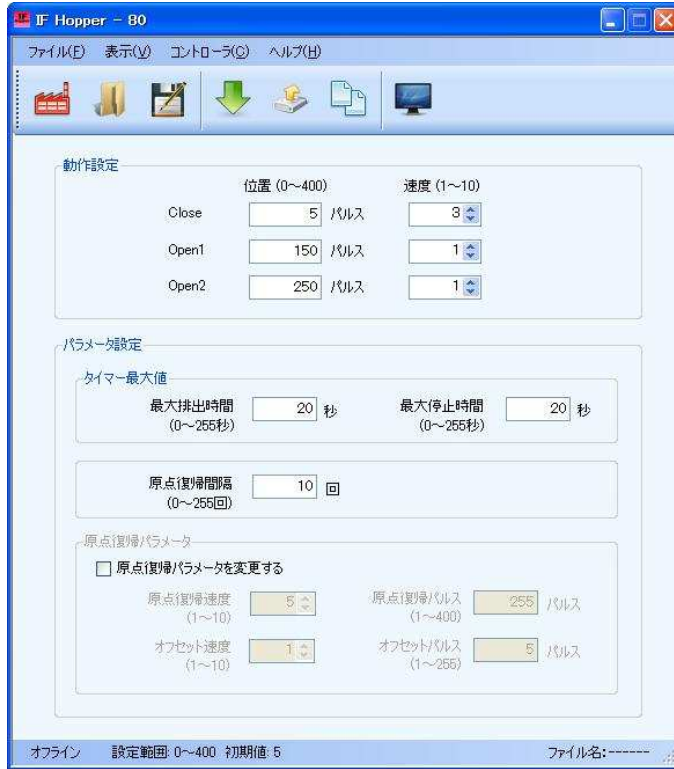 IF Hopper - 80
ファイル(F) 表示(V) コントローラ(C) ヘルプ(H)
動作設定
位置 (0～400) 速度 (1～10)
Close 5 パルス 3
Open1 150 パルス 1
Open2 250 パルス 1
パラメータ設定
タイマー最大値
最大排出時間 20 秒 最大停止時間 20 秒
(0～255秒) (0～255秒)
原点復帰間隔 10 回
(0～255回)
原点復帰パラメータ
原点復帰パラメータを変更する
原点復帰速度 5 原点復帰パルス 255 パルス
(1～10) (1～400)
オフセット速度 1 オフセットパルス 5 パルス
(1～10) (1～255)
オフライン 設定範囲: 0～400 初期値: 5 ファイル名:------